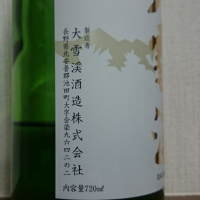 製造者
大雪渓酒造株式会社
長野県北安曇郡池田町大字会染九六四二の二
内容量720㎖